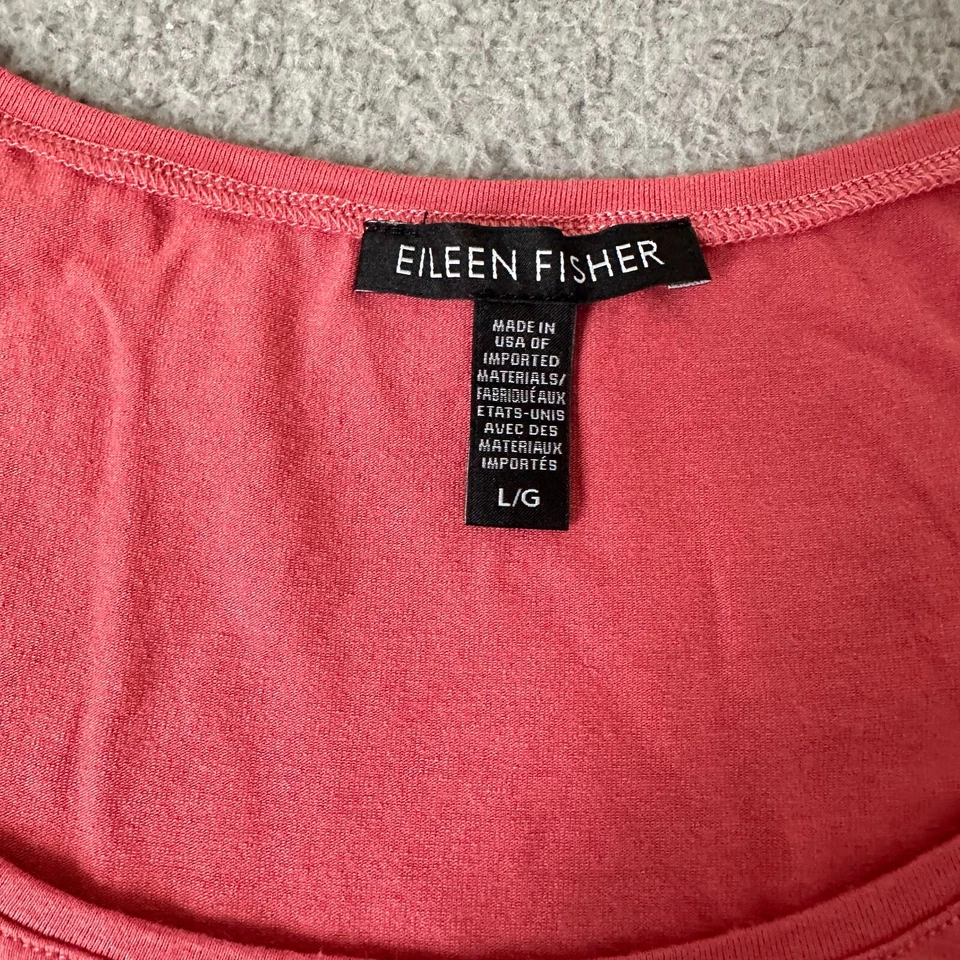 EILEEN FISHER
MADE IN
USA OF
IMPORTED
MATERIALS/
FABRIQUÉ AUX
ETATS-UNIS
AVEC DES
MATERIAUX
IMPORTÉS
L/G